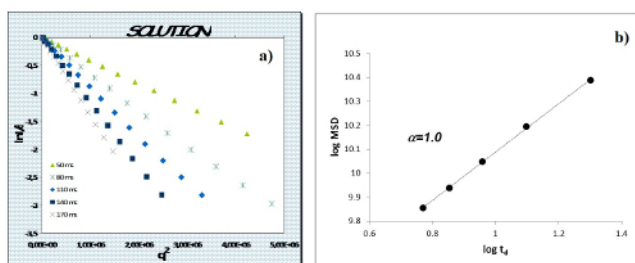 SOLUTION
a)
0
-0,5
-1
-1,5
-2
-2,5
-3
-3,5
50 ms
80 ms
110 ms
140 ms
170 ms
0,00E+00 1,00E+06 2,00E+06 3,00E+06 4,00E+06 5,00E+06
q²
b)
10.5
10.4
10.3
10.2
10.1
10
9.9
9.8
α=1.0
log MSD
0.6 0.8 1 1.2 1.4
log t_d